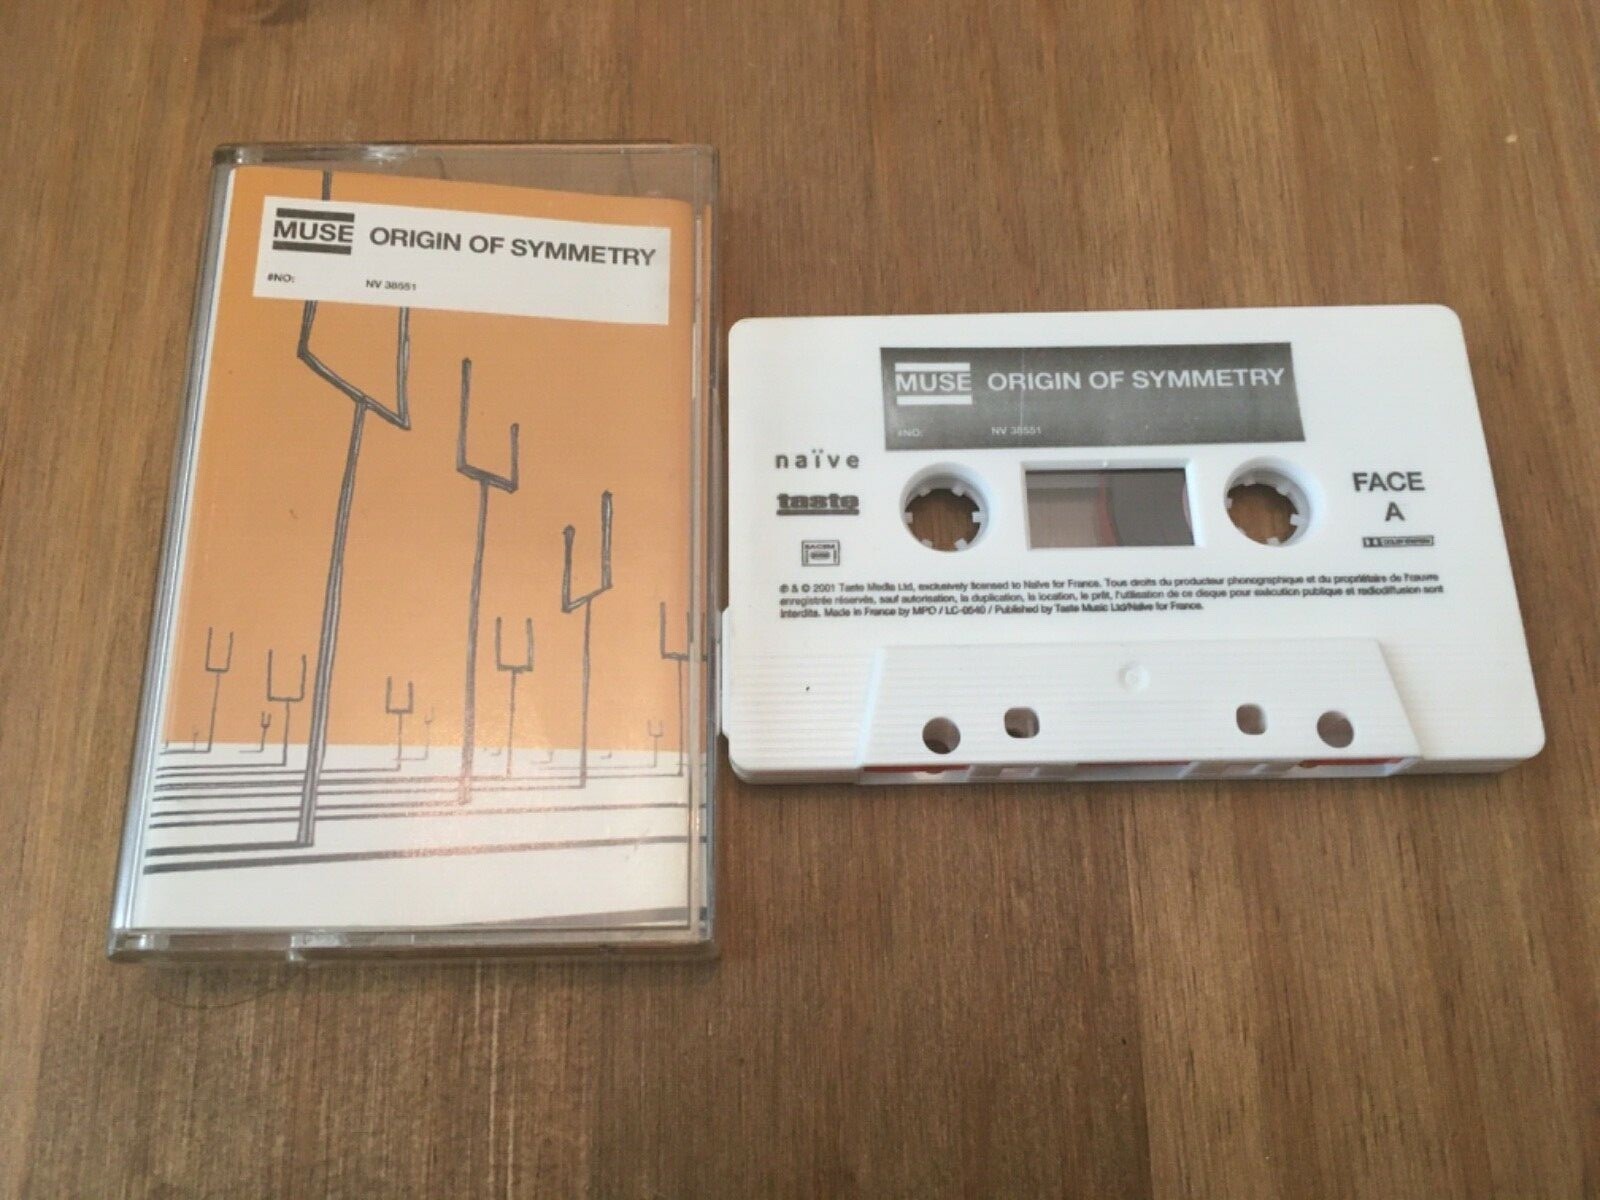 MUSE ORIGIN OF SYMMETRY
#NO: NV 38551
MUSE ORIGIN OF SYMMETRY
#NO: NV 38551
naïve
taste
SACEM
FACE
A
DOLBY SYSTEM
℗ & © 2001 Taste Media Ltd, exclusively licensed to Naïve for France. Tous droits du producteur phonographique et du propriétaire de l'œuvre
enregistrée réservés, sauf autorisation, la duplication, la location, le prêt, l'utilisation de ce disque pour exécution publique et radiodiffusion sont
interdits. Made in France by MPO / LC-0540 / Published by Taste Music Ltd/Naïve for France.